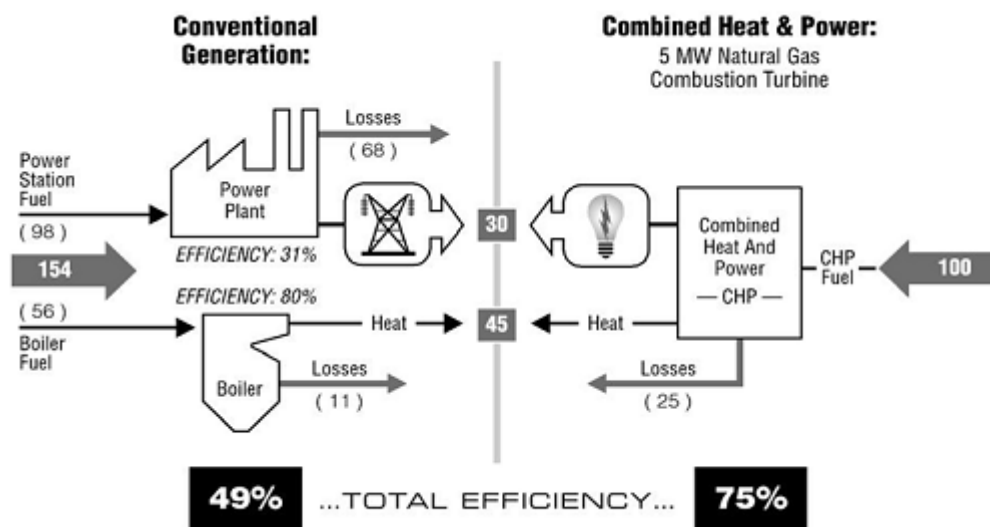 Conventional
Generation:
Combined Heat & Power:
5 MW Natural Gas
Combustion Turbine
Losses
( 68 )
Power
Station
Fuel
( 98 )
Power
Plant
EFFICIENCY: 31%
154
30
Combined
Heat And
Power
— CHP —
CHP
Fuel
100
EFFICIENCY: 80%
( 56 )
Boiler
Fuel
Heat
45
Heat
Boiler
Losses
( 11 )
Losses
( 25 )
49% ...TOTAL EFFICIENCY... 75%